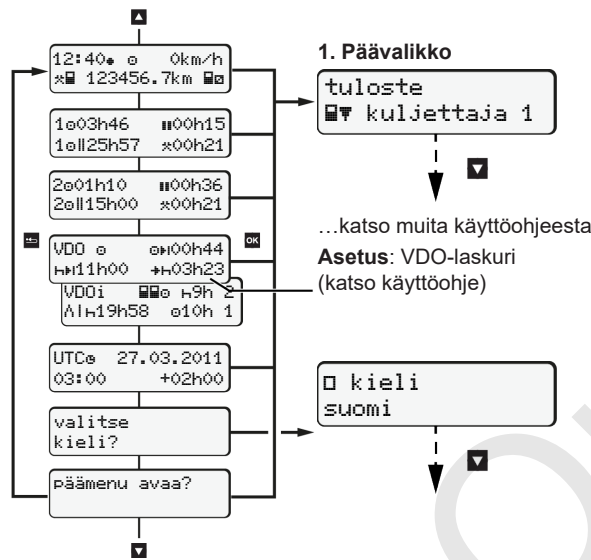 12:40 0km/h
123456.7km
1 03h46 00h15
1 25h57 00h21
2 01h10 00h36
2 15h00 00h21
VDO 00h44
11h00 03h23
VDOi 9h 2
19h58 10h 1
UTC 27.03.2011
03:00 +02h00
valitse
kieli?
päämenu avaa?
OK
1. Päävalikko
tuloste
kuljettaja 1
…katso muita käyttöohjeesta
Asetus: VDO-laskuri
(katso käyttöohje)
kieli
suomi